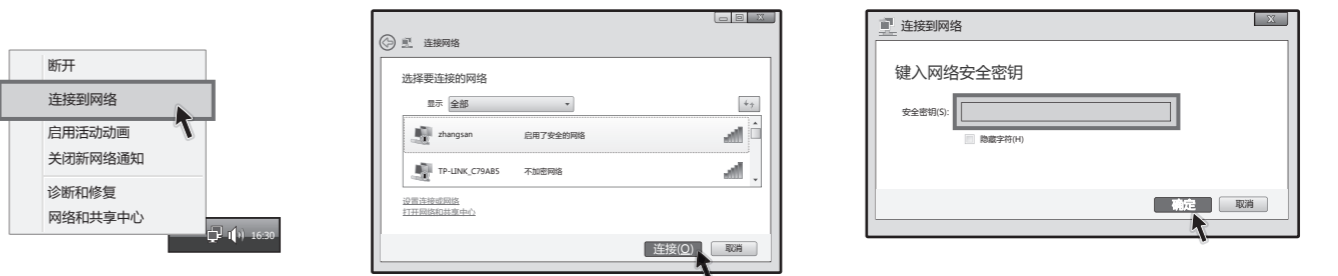 断开
连接到网络
启用活动动画
关闭新网络通知
诊断和修复
网络和共享中心
16:30
连接网络
选择要连接的网络
显示 全部
zhangsan 启用了安全的网络
TP-LINK_C79AB5 不加密网络
设置连接或网络
打开网络和共享中心
连接(O) 取消
连接到网络
键入网络安全密钥
安全密钥(S):
隐藏字符(H)
确定 取消